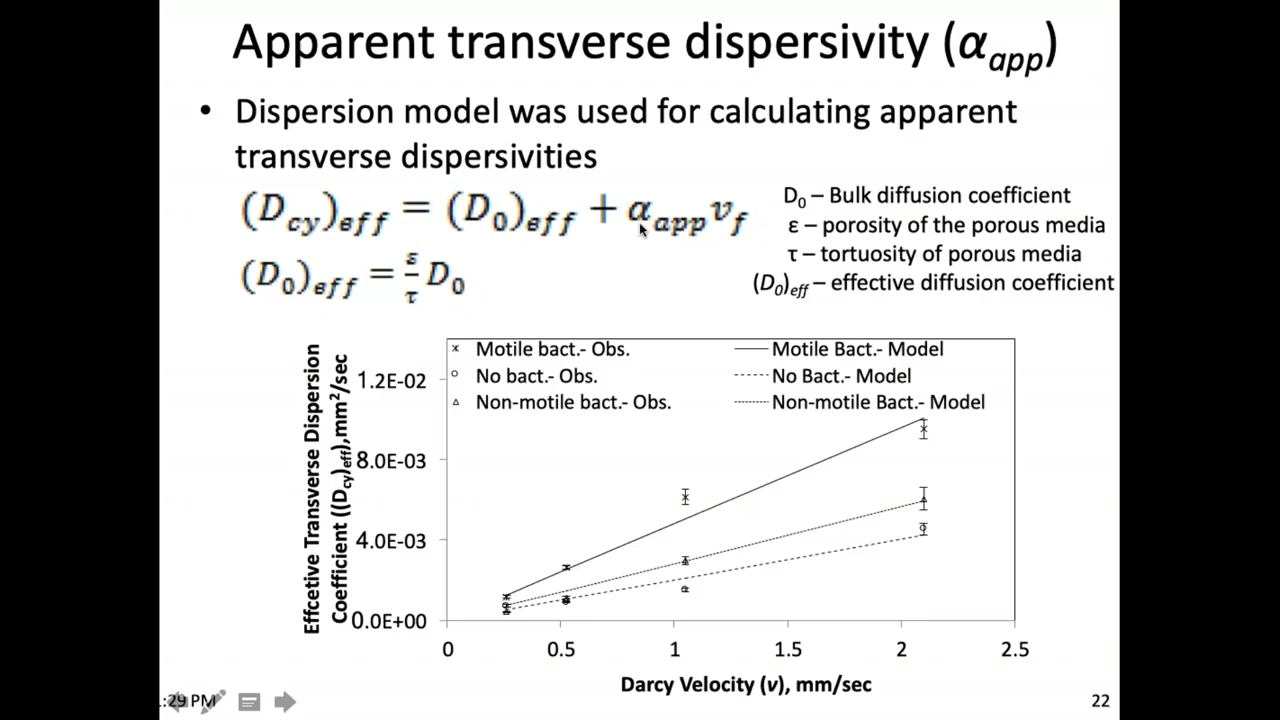 Apparent transverse dispersivity (αapp)
• Dispersion model was used for calculating apparent
transverse dispersivities
(Dcy)eff = (D0)eff + αapp vf
(D0)eff = ε/τ D0
D0 – Bulk diffusion coefficient
ε – porosity of the porous media
τ – tortuosity of porous media
(D0)eff – effective diffusion coefficient
Effcetive Transverse Dispersion
Coefficient ((Dcy)eff),mm2/sec
Motile bact.- Obs.
Motile Bact.- Model
No bact.- Obs.
No Bact.- Model
Non-motile bact.- Obs.
Non-motile Bact.- Model
1.2E-02
8.0E-03
4.0E-03
0.0E+00
0 0.5 1 1.5 2 2.5
Darcy Velocity (v), mm/sec
:29 PM
22